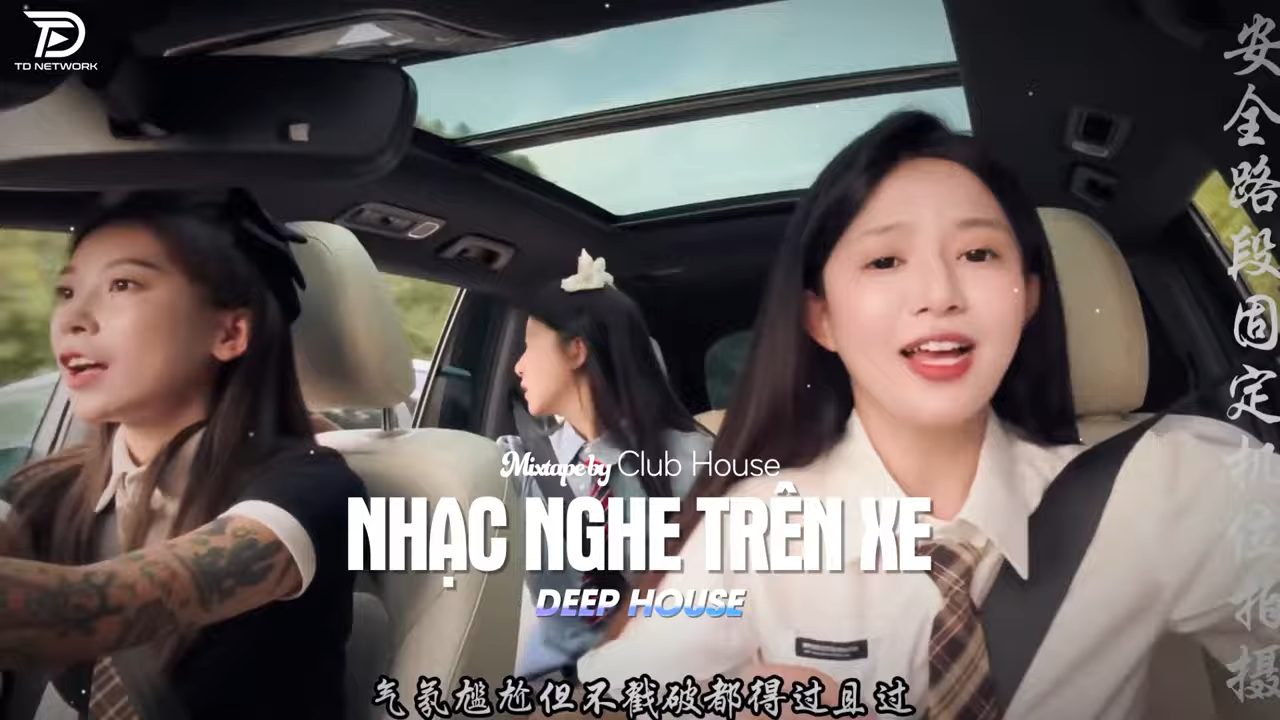 TD NETWORK
Mixtape by Club House
NHẠC NGHE TRÊN XE
DEEP HOUSE
气氛尴尬但不戳破都得过且过
安全路段固定机位拍摄